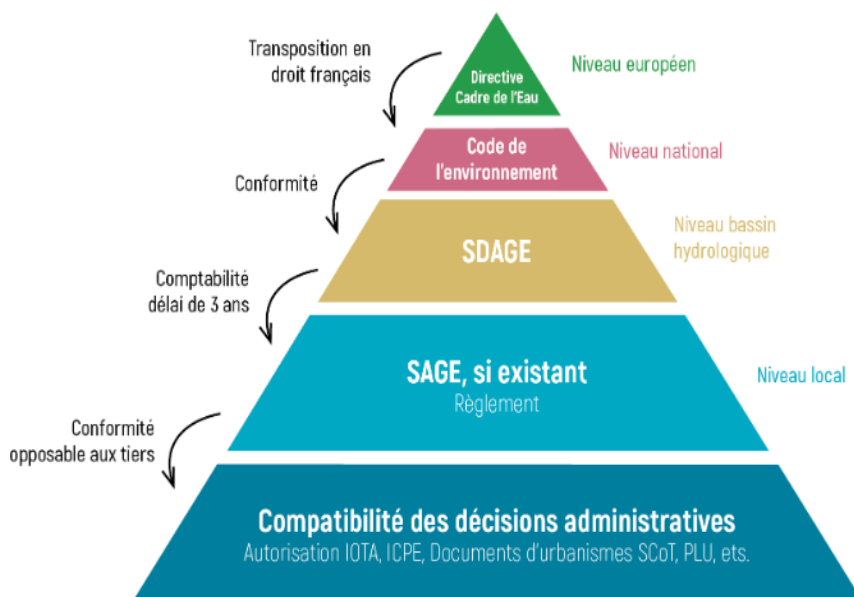 Transposition en
droit français
Directive
Cadre de l'Eau
Niveau européen
Code de
l'environnement
Niveau national
Conformité
SDAGE
Niveau bassin
hydrologique
Comptabilité
délai de 3 ans
SAGE, si existant
Règlement
Niveau local
Conformité
opposable aux tiers
Compatibilité des décisions administratives
Autorisation IOTA, ICPE, Documents d'urbanismes SCoT, PLU, ets.